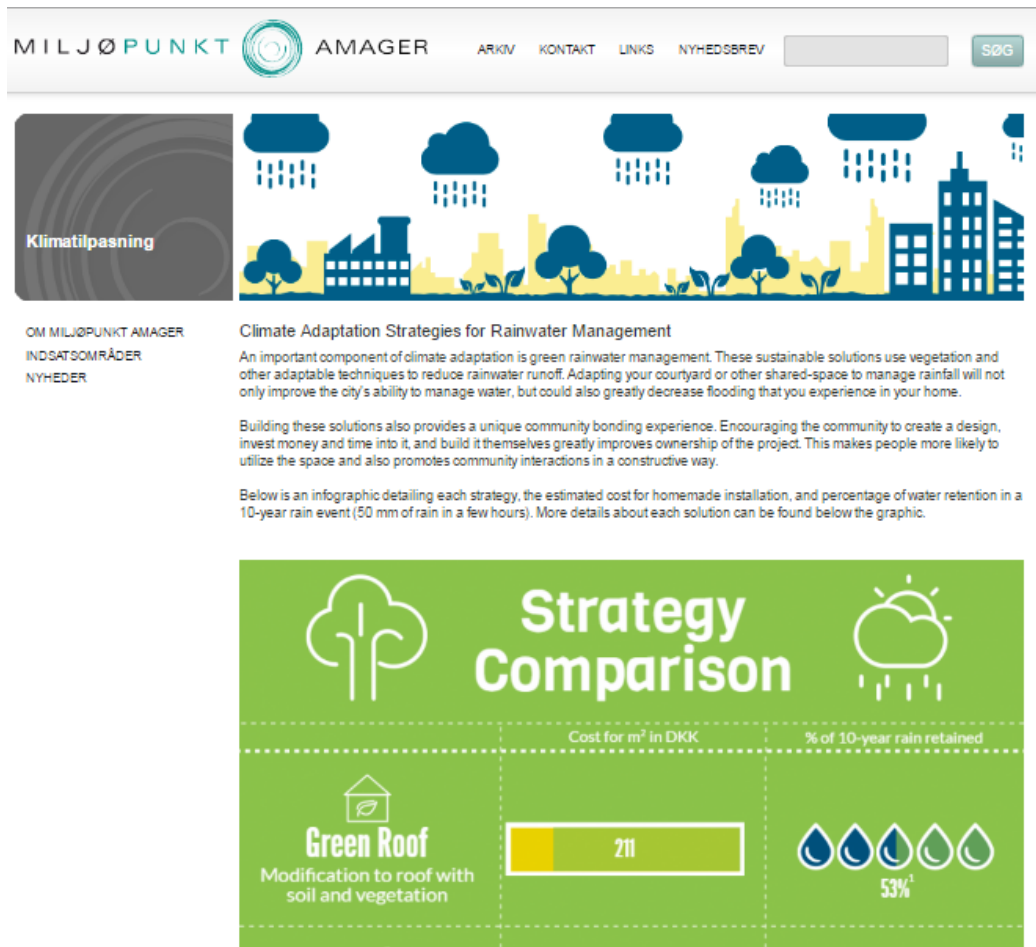 MILJØPUNKT AMAGER
ARKIV KONTAKT LINKS NYHEDSBREV SØG
Klimatilpasning
OM MILJØPUNKT AMAGER
INDSATSOMRÅDER
NYHEDER
Climate Adaptation Strategies for Rainwater Management
An important component of climate adaptation is green rainwater management. These sustainable solutions use vegetation and
other adaptable techniques to reduce rainwater runoff. Adapting your courtyard or other shared-space to manage rainfall will not
only improve the city's ability to manage water, but could also greatly decrease flooding that you experience in your home.
Building these solutions also provides a unique community bonding experience. Encouraging the community to create a design,
invest money and time into it, and build it themselves greatly improves ownership of the project. This makes people more likely to
utilize the space and also promotes community interactions in a constructive way.
Below is an infographic detailing each strategy, the estimated cost for homemade installation, and percentage of water retention in a
10-year rain event (50 mm of rain in a few hours). More details about each solution can be found below the graphic.
Strategy
Comparison
Cost for m² in DKK
% of 10-year rain retained
Green Roof
Modification to roof with
soil and vegetation
211
53%¹